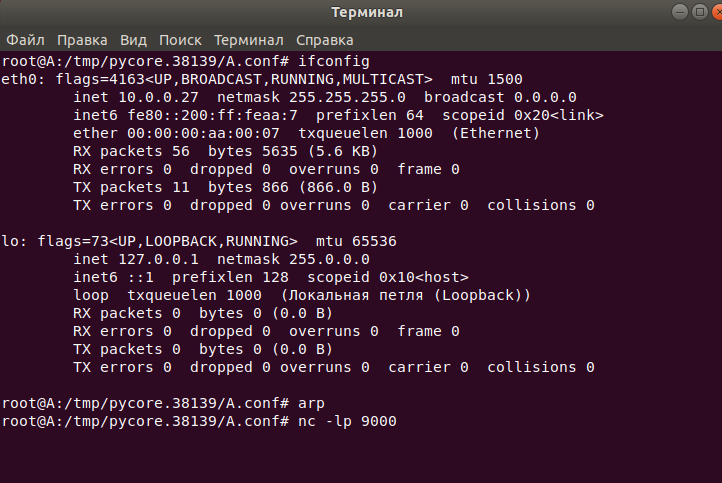 Терминал
Файл Правка Вид Поиск Терминал Справка
root@A:/tmp/pycore.38139/A.conf# ifconfig
eth0: flags=4163<UP,BROADCAST,RUNNING,MULTICAST>  mtu 1500
        inet 10.0.0.27  netmask 255.255.255.0  broadcast 0.0.0.0
        inet6 fe80::200:ff:feaa:7  prefixlen 64  scopeid 0x20<link>
        ether 00:00:00:aa:00:07  txqueuelen 1000  (Ethernet)
        RX packets 56  bytes 5635 (5.6 KB)
        RX errors 0  dropped 0  overruns 0  frame 0
        TX packets 11  bytes 866 (866.0 B)
        TX errors 0  dropped 0 overruns 0  carrier 0  collisions 0

lo: flags=73<UP,LOOPBACK,RUNNING>  mtu 65536
        inet 127.0.0.1  netmask 255.0.0.0
        inet6 ::1  prefixlen 128  scopeid 0x10<host>
        loop  txqueuelen 1000  (Локальная петля (Loopback))
        RX packets 0  bytes 0 (0.0 B)
        RX errors 0  dropped 0  overruns 0  frame 0
        TX packets 0  bytes 0 (0.0 B)
        TX errors 0  dropped 0 overruns 0  carrier 0  collisions 0

root@A:/tmp/pycore.38139/A.conf# arp
root@A:/tmp/pycore.38139/A.conf# nc -lp 9000